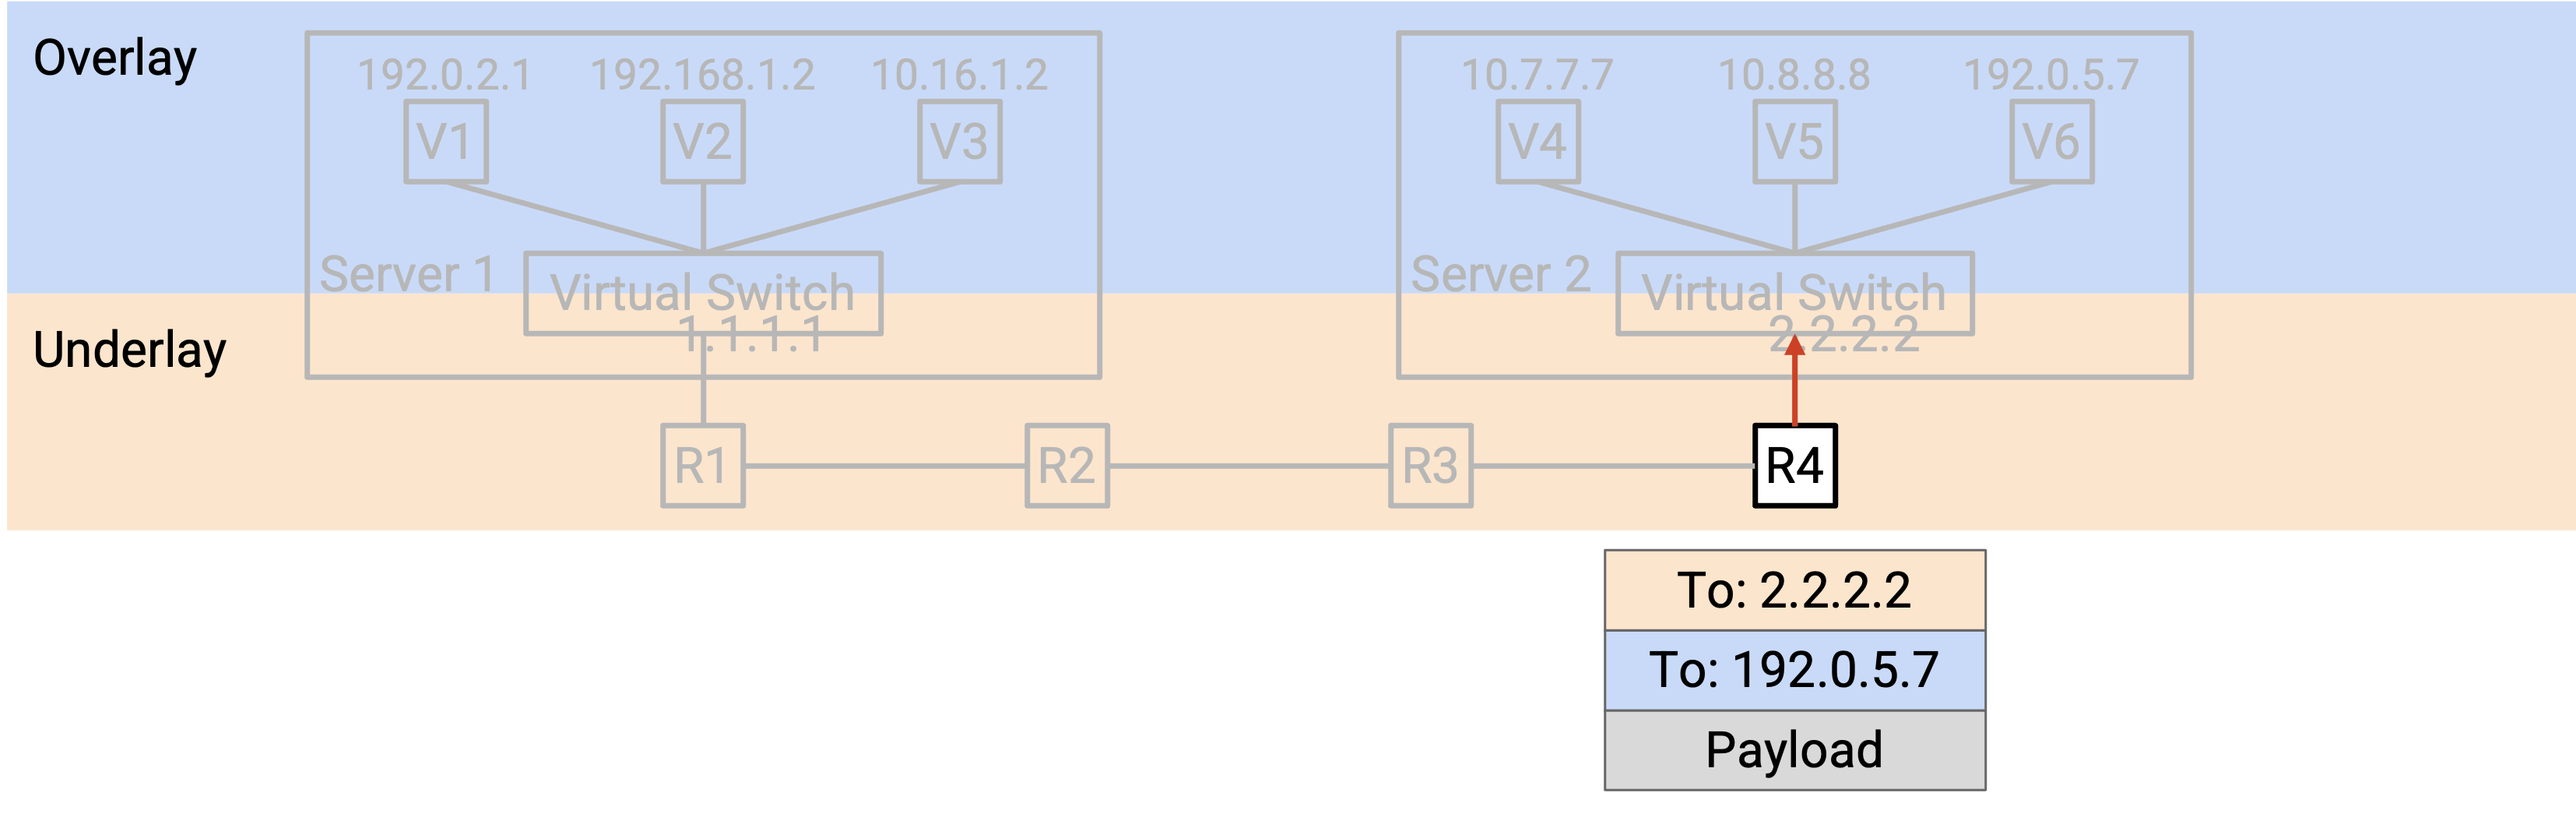 Overlay
192.0.2.1
192.168.1.2
10.16.1.2
V1
V2
V3
Server 1
Virtual Switch
1.1.1.1
10.7.7.7
10.8.8.8
192.0.5.7
V4
V5
V6
Server 2
Virtual Switch
2.2.2.2
Underlay
R1
R2
R3
R4
To: 2.2.2.2
To: 192.0.5.7
Payload